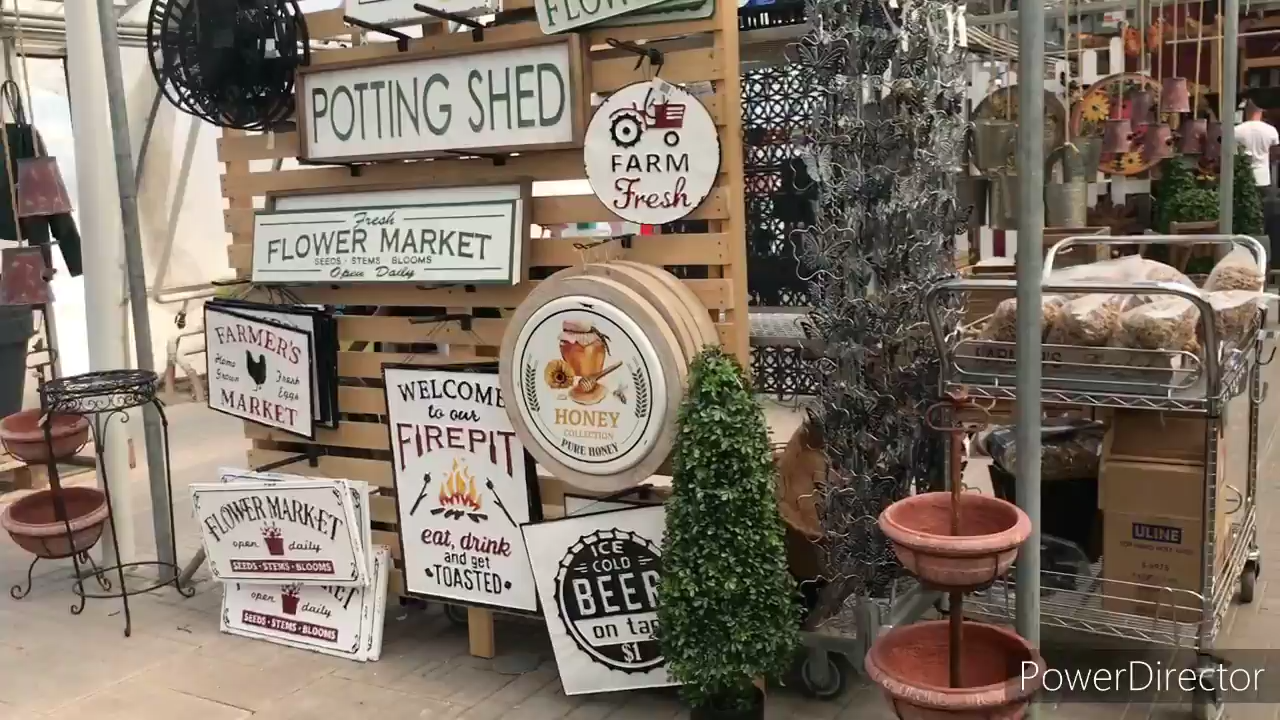 FLOW
POTTING SHED
FARM
Fresh
Fresh
FLOWER MARKET
SEEDS · STEMS BLOOMS
Open Daily
FARMER'S
Home Grown
Fresh Eggs
MARKET
WELCOME
to our
FIREPIT
eat, drink
and get
•TOASTED•
HONEY
COLLECTION
PURE HONEY
FLOWER MARKET
open daily
SEEDS·STEMS·BLOOMS
open daily
SEEDS·STEMS·BLOOMS
ICE
COLD
BEER
on tap
$1
ULINE
PowerDirector